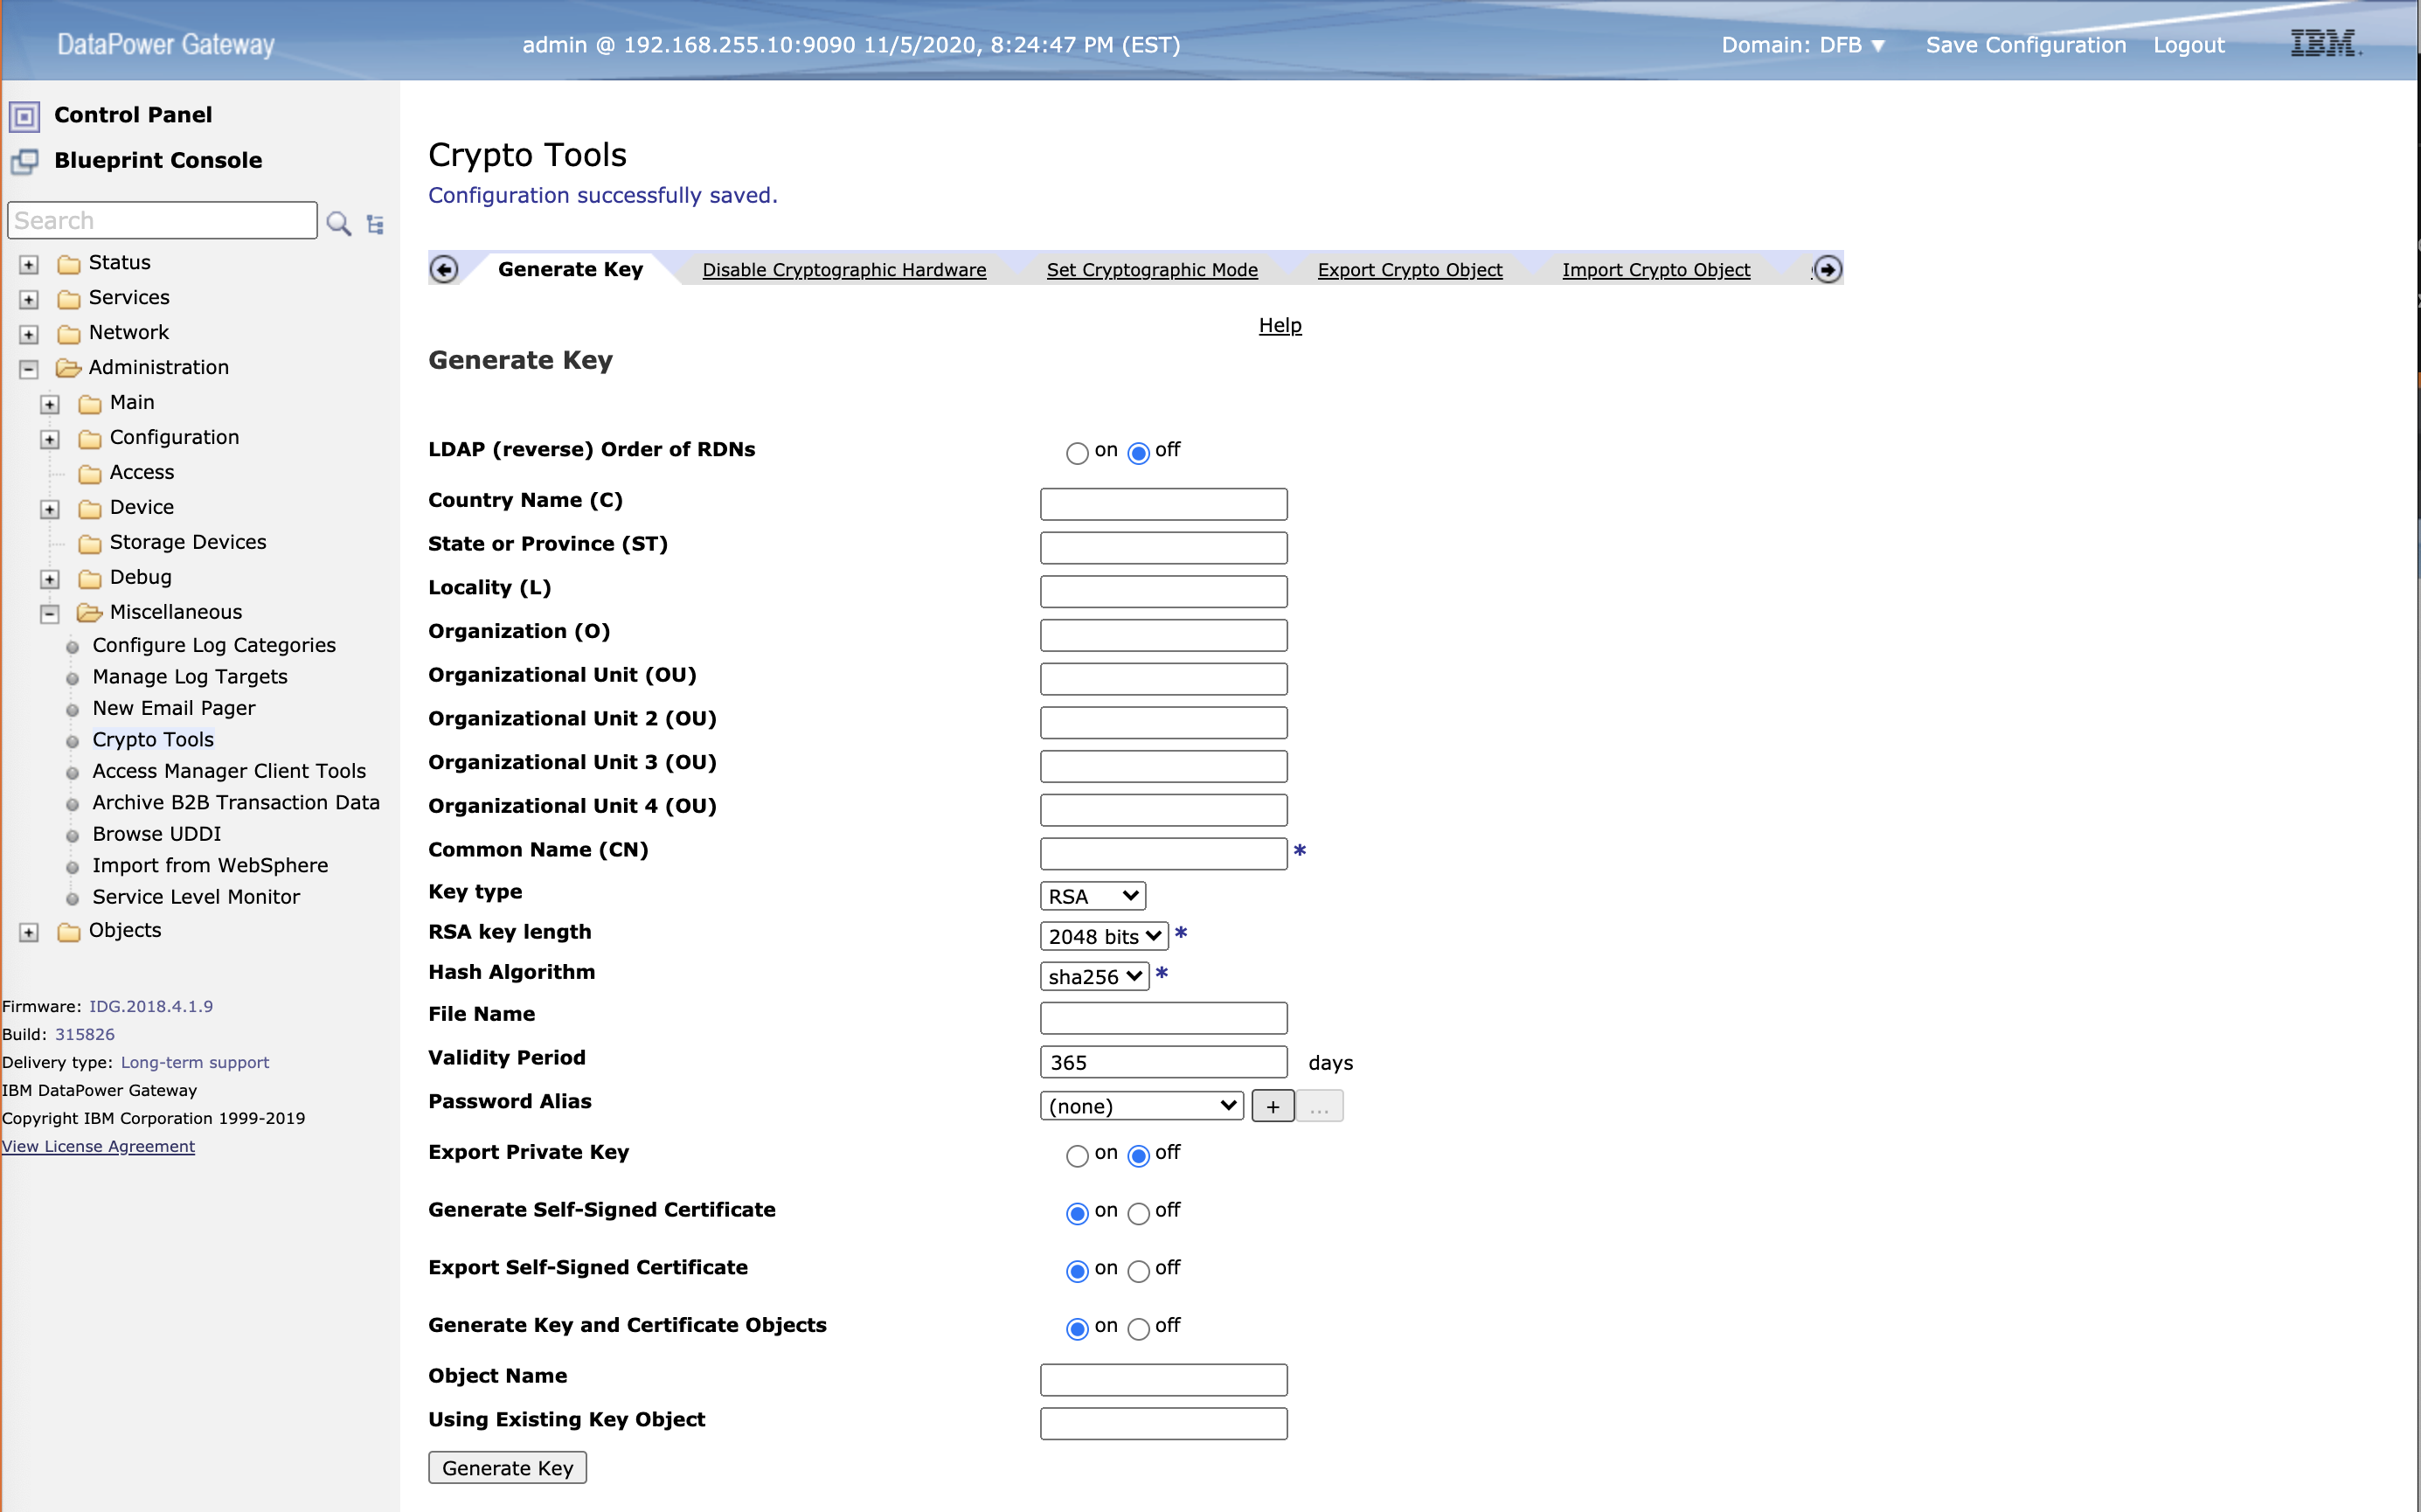 DataPower Gateway
admin @ 192.168.255.10:9090 11/5/2020, 8:24:47 PM (EST)
Domain: DFB ▼
Save Configuration
Logout
IBM
Control Panel
Blueprint Console
Search
Status
Services
Network
Administration
Main
Configuration
Access
Device
Storage Devices
Debug
Miscellaneous
Configure Log Categories
Manage Log Targets
New Email Pager
Crypto Tools
Access Manager Client Tools
Archive B2B Transaction Data
Browse UDDI
Import from WebSphere
Service Level Monitor
Objects
Firmware: IDG.2018.4.1.9
Build: 315826
Delivery type: Long-term support
IBM DataPower Gateway
Copyright IBM Corporation 1999-2019
View License Agreement
Crypto Tools
Configuration successfully saved.
Generate Key
Disable Cryptographic Hardware
Set Cryptographic Mode
Export Crypto Object
Import Crypto Object
Help
Generate Key
LDAP (reverse) Order of RDNs on off
Country Name (C)
State or Province (ST)
Locality (L)
Organization (O)
Organizational Unit (OU)
Organizational Unit 2 (OU)
Organizational Unit 3 (OU)
Organizational Unit 4 (OU)
Common Name (CN) *
Key type RSA
RSA key length 2048 bits *
Hash Algorithm sha256 *
File Name
Validity Period 365 days
Password Alias (none) + ...
Export Private Key on off
Generate Self-Signed Certificate on off
Export Self-Signed Certificate on off
Generate Key and Certificate Objects on off
Object Name
Using Existing Key Object
Generate Key